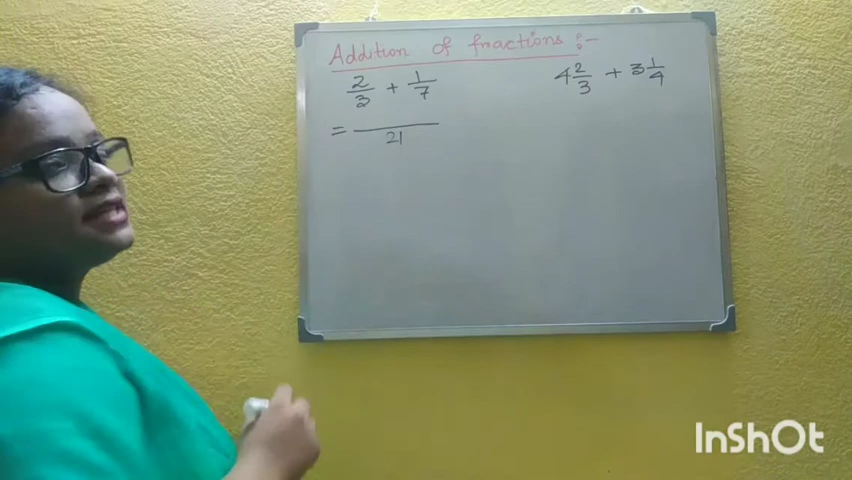 Addition of fractions :-
2/3 + 1/7
4 2/3 + 3 1/4
= /21
InShOt